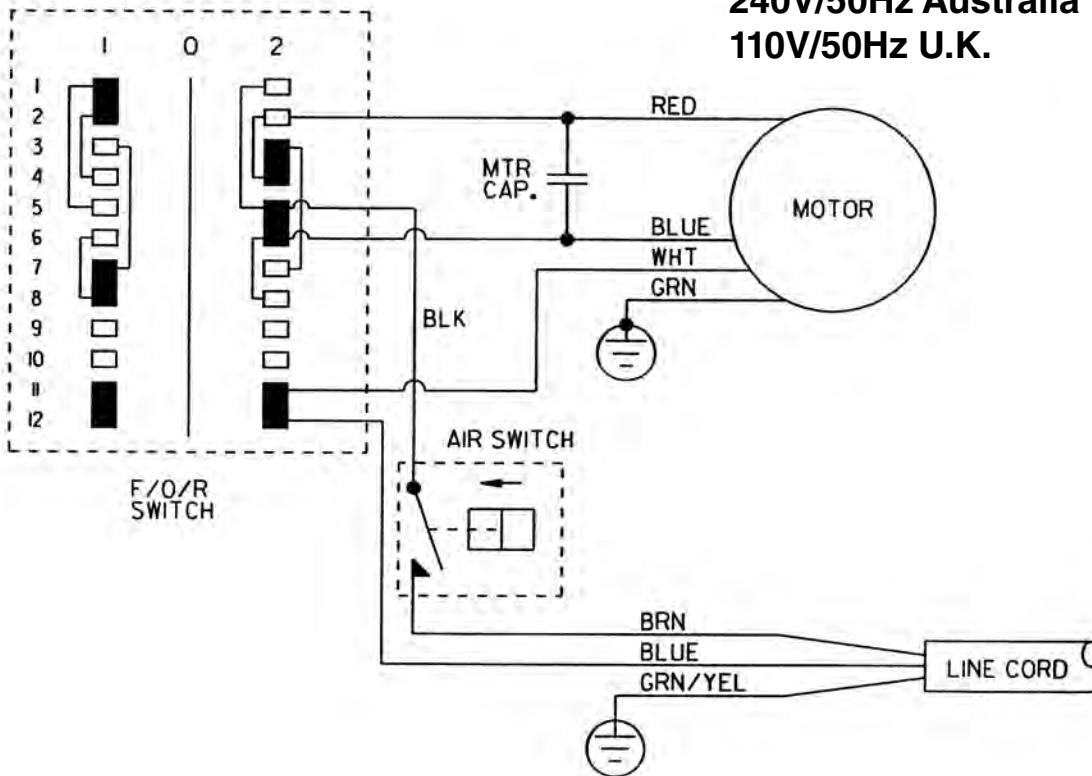 240V/50Hz Australia
110V/50Hz U.K.
1 0 2
1
2
3
4
5
6
7
8
9
10
11
12
F/O/R
SWITCH
RED
MTR
CAP.
MOTOR
BLUE
WHT
GRN
BLK
AIR SWITCH
BRN
BLUE
GRN/YEL
LINE CORD